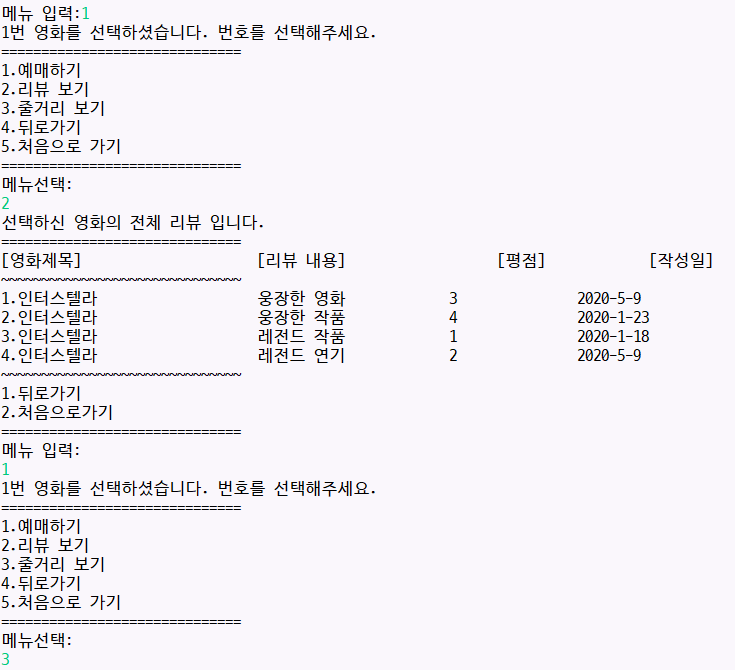 메뉴 입력:1
1번 영화를 선택하셨습니다. 번호를 선택해주세요.
==============================
1.예매하기
2.리뷰 보기
3.줄거리 보기
4.뒤로가기
5.처음으로 가기
==============================
메뉴선택:
2
선택하신 영화의 전체 리뷰 입니다.
==============================
[영화제목] [리뷰 내용] [평점] [작성일]
~~~~~~~~~~~~~~~~~~~~~~~~~~~~~~
1.인터스텔라 웅장한 영화 3 2020-5-9
2.인터스텔라 웅장한 작품 4 2020-1-23
3.인터스텔라 레전드 작품 1 2020-1-18
4.인터스텔라 레전드 연기 2 2020-5-9
~~~~~~~~~~~~~~~~~~~~~~~~~~~~~~
1.뒤로가기
2.처음으로가기
==============================
메뉴 입력:
1
1번 영화를 선택하셨습니다. 번호를 선택해주세요.
==============================
1.예매하기
2.리뷰 보기
3.줄거리 보기
4.뒤로가기
5.처음으로 가기
==============================
메뉴선택:
3